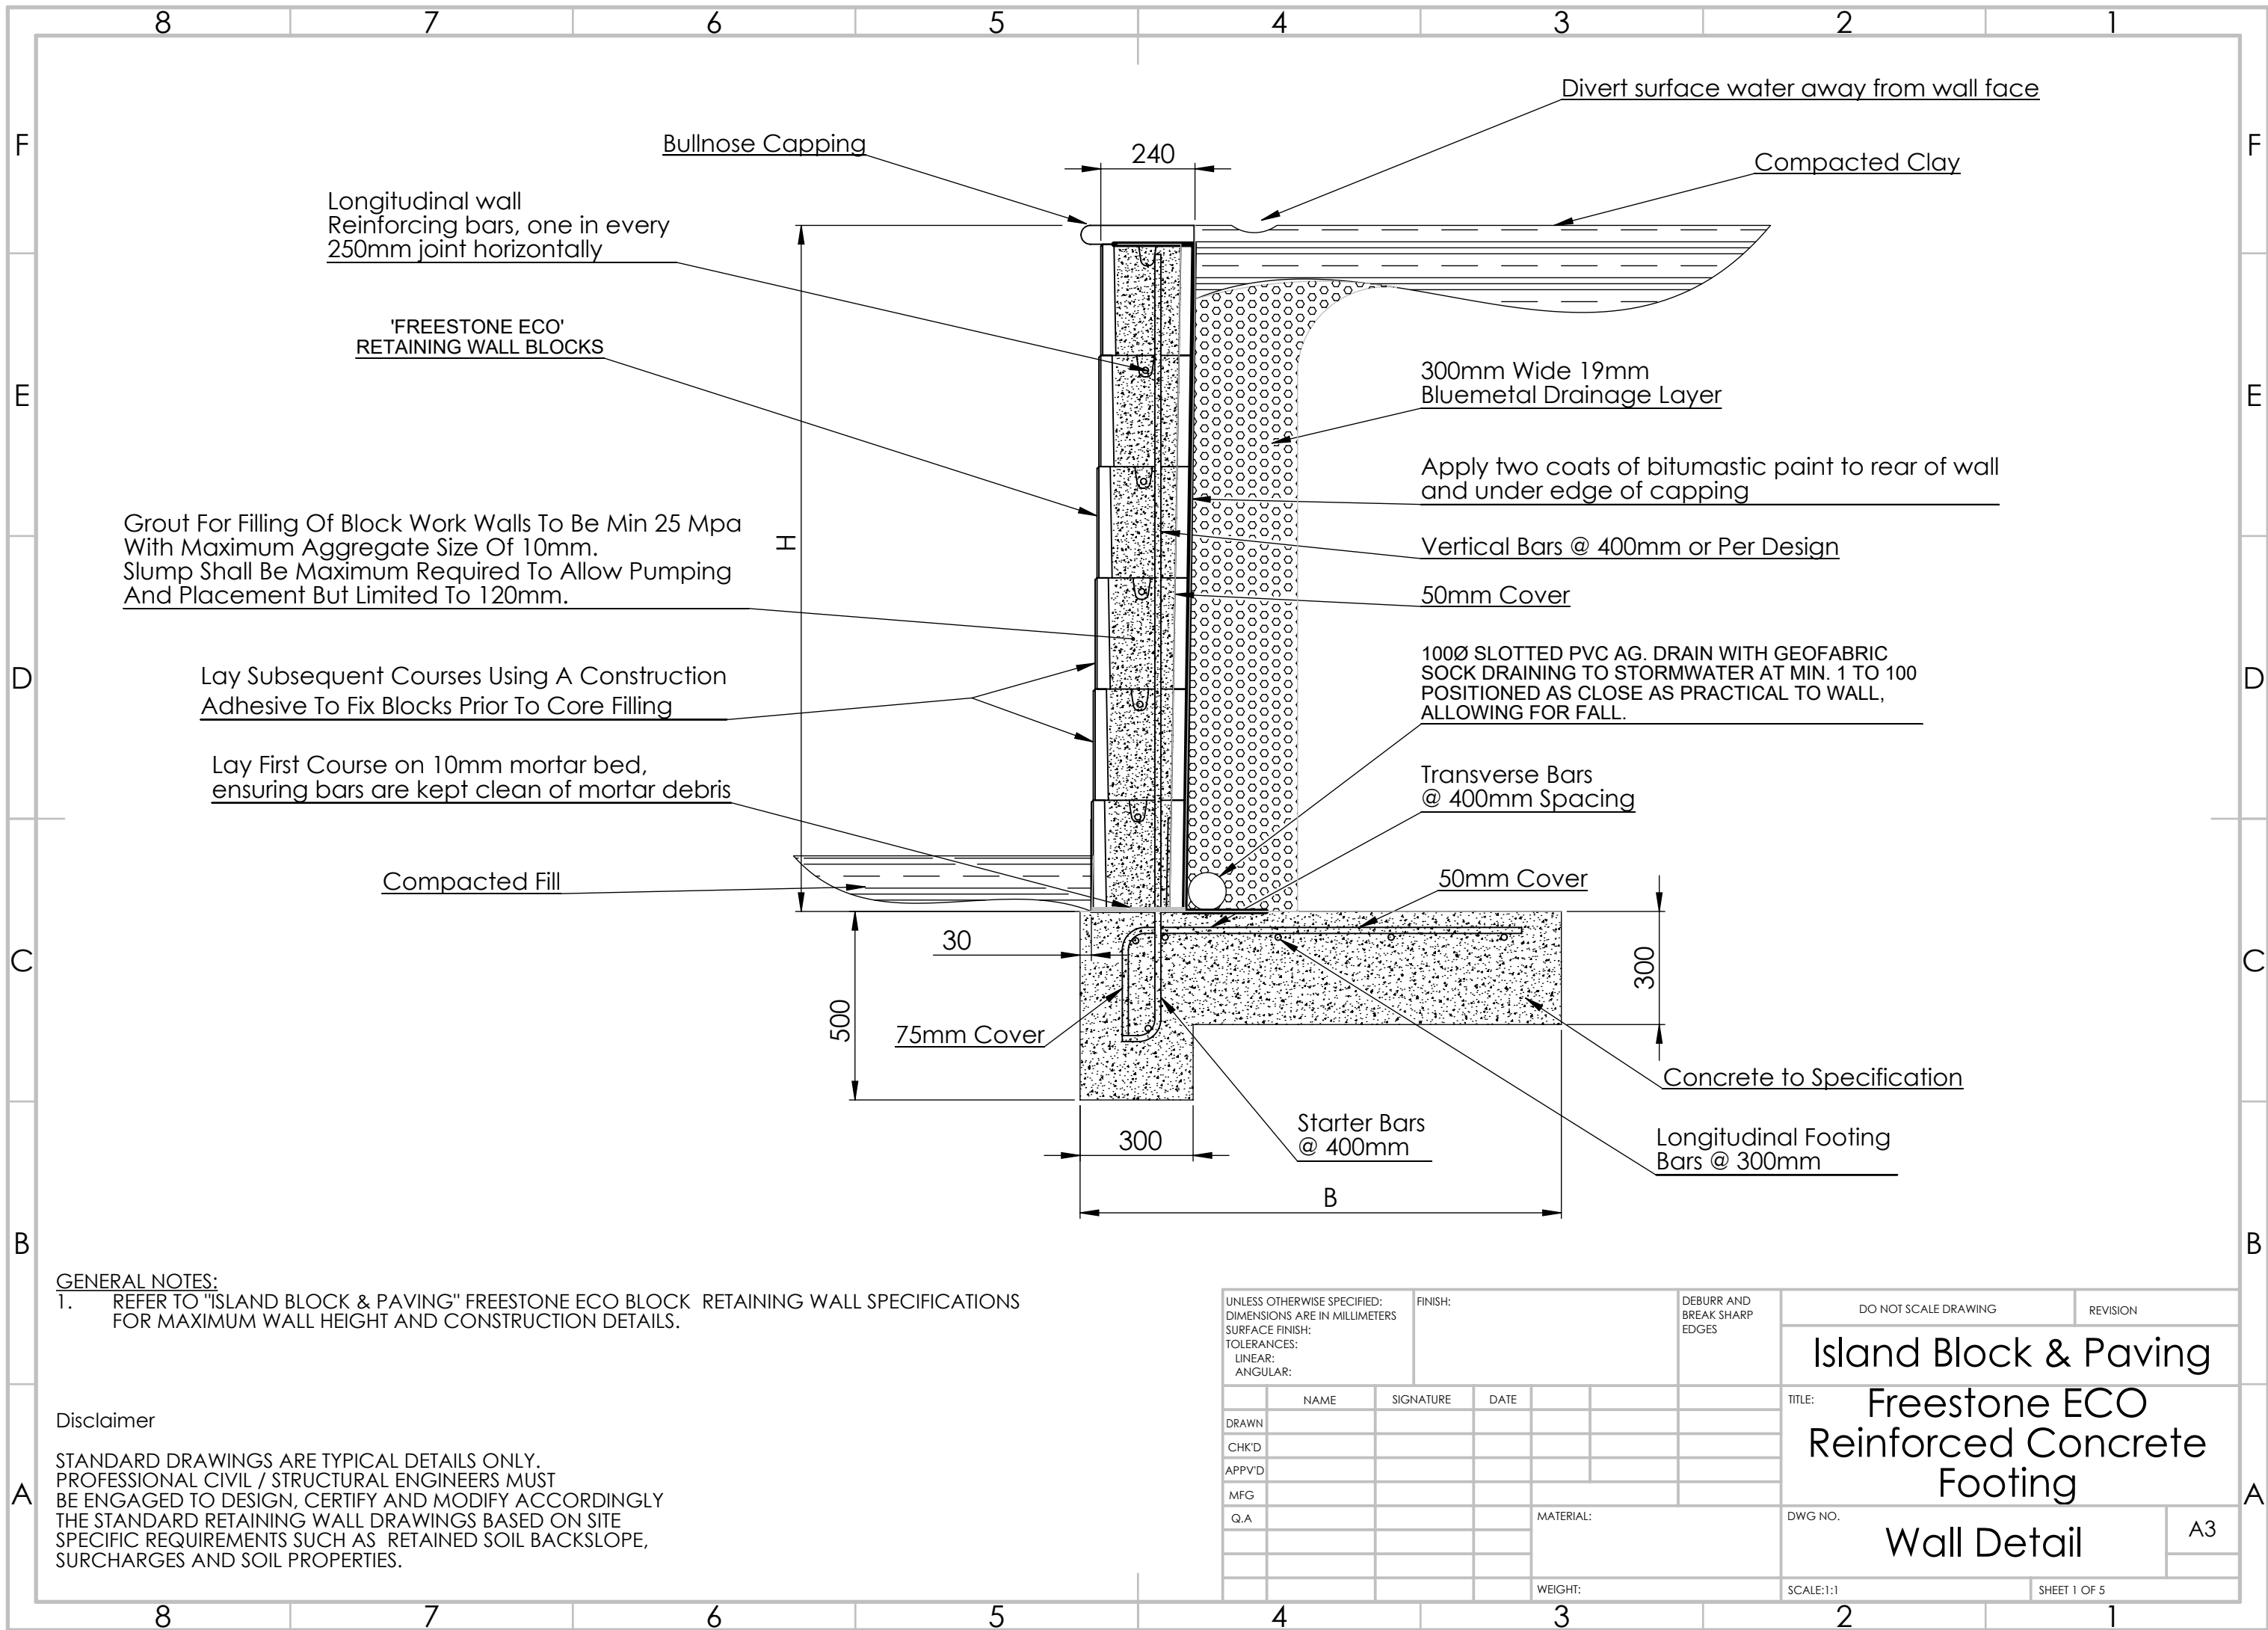 8 7 6 5 4 3 2 1
F
E
D
C
B
A
F
E
D
C
B
A
Divert surface water away from wall face
Bullnose Capping
240
Compacted Clay
Longitudinal wall
Reinforcing bars, one in every
250mm joint horizontally
'FREESTONE ECO'
RETAINING WALL BLOCKS
300mm Wide 19mm
Bluemetal Drainage Layer
Apply two coats of bitumastic paint to rear of wall
and under edge of capping
Grout For Filling Of Block Work Walls To Be Min 25 Mpa
With Maximum Aggregate Size Of 10mm.
Slump Shall Be Maximum Required To Allow Pumping
And Placement But Limited To 120mm.
H
Vertical Bars @ 400mm or Per Design
50mm Cover
100Ø SLOTTED PVC AG. DRAIN WITH GEOFABRIC
SOCK DRAINING TO STORMWATER AT MIN. 1 TO 100
POSITIONED AS CLOSE AS PRACTICAL TO WALL,
ALLOWING FOR FALL.
Lay Subsequent Courses Using A Construction
Adhesive To Fix Blocks Prior To Core Filling
Lay First Course on 10mm mortar bed,
ensuring bars are kept clean of mortar debris
Transverse Bars
@ 400mm Spacing
Compacted Fill
50mm Cover
30
300
500
75mm Cover
Concrete to Specification
300
Starter Bars
@ 400mm
Longitudinal Footing
Bars @ 300mm
B
GENERAL NOTES:
1. REFER TO "ISLAND BLOCK & PAVING" FREESTONE ECO BLOCK RETAINING WALL SPECIFICATIONS
FOR MAXIMUM WALL HEIGHT AND CONSTRUCTION DETAILS.
Disclaimer
STANDARD DRAWINGS ARE TYPICAL DETAILS ONLY.
PROFESSIONAL CIVIL / STRUCTURAL ENGINEERS MUST
BE ENGAGED TO DESIGN, CERTIFY AND MODIFY ACCORDINGLY
THE STANDARD RETAINING WALL DRAWINGS BASED ON SITE
SPECIFIC REQUIREMENTS SUCH AS RETAINED SOIL BACKSLOPE,
SURCHARGES AND SOIL PROPERTIES.
UNLESS OTHERWISE SPECIFIED:
DIMENSIONS ARE IN MILLIMETERS
SURFACE FINISH:
TOLERANCES:
LINEAR:
ANGULAR:
FINISH:
DEBURR AND
BREAK SHARP
EDGES
DO NOT SCALE DRAWING
REVISION
Island Block & Paving
NAME SIGNATURE DATE
DRAWN
CHK'D
APPV'D
MFG
Q.A
TITLE:
Freestone ECO
Reinforced Concrete
Footing
MATERIAL:
DWG NO.
Wall Detail
A3
WEIGHT:
SCALE:1:1
SHEET 1 OF 5
8 7 6 5 4 3 2 1